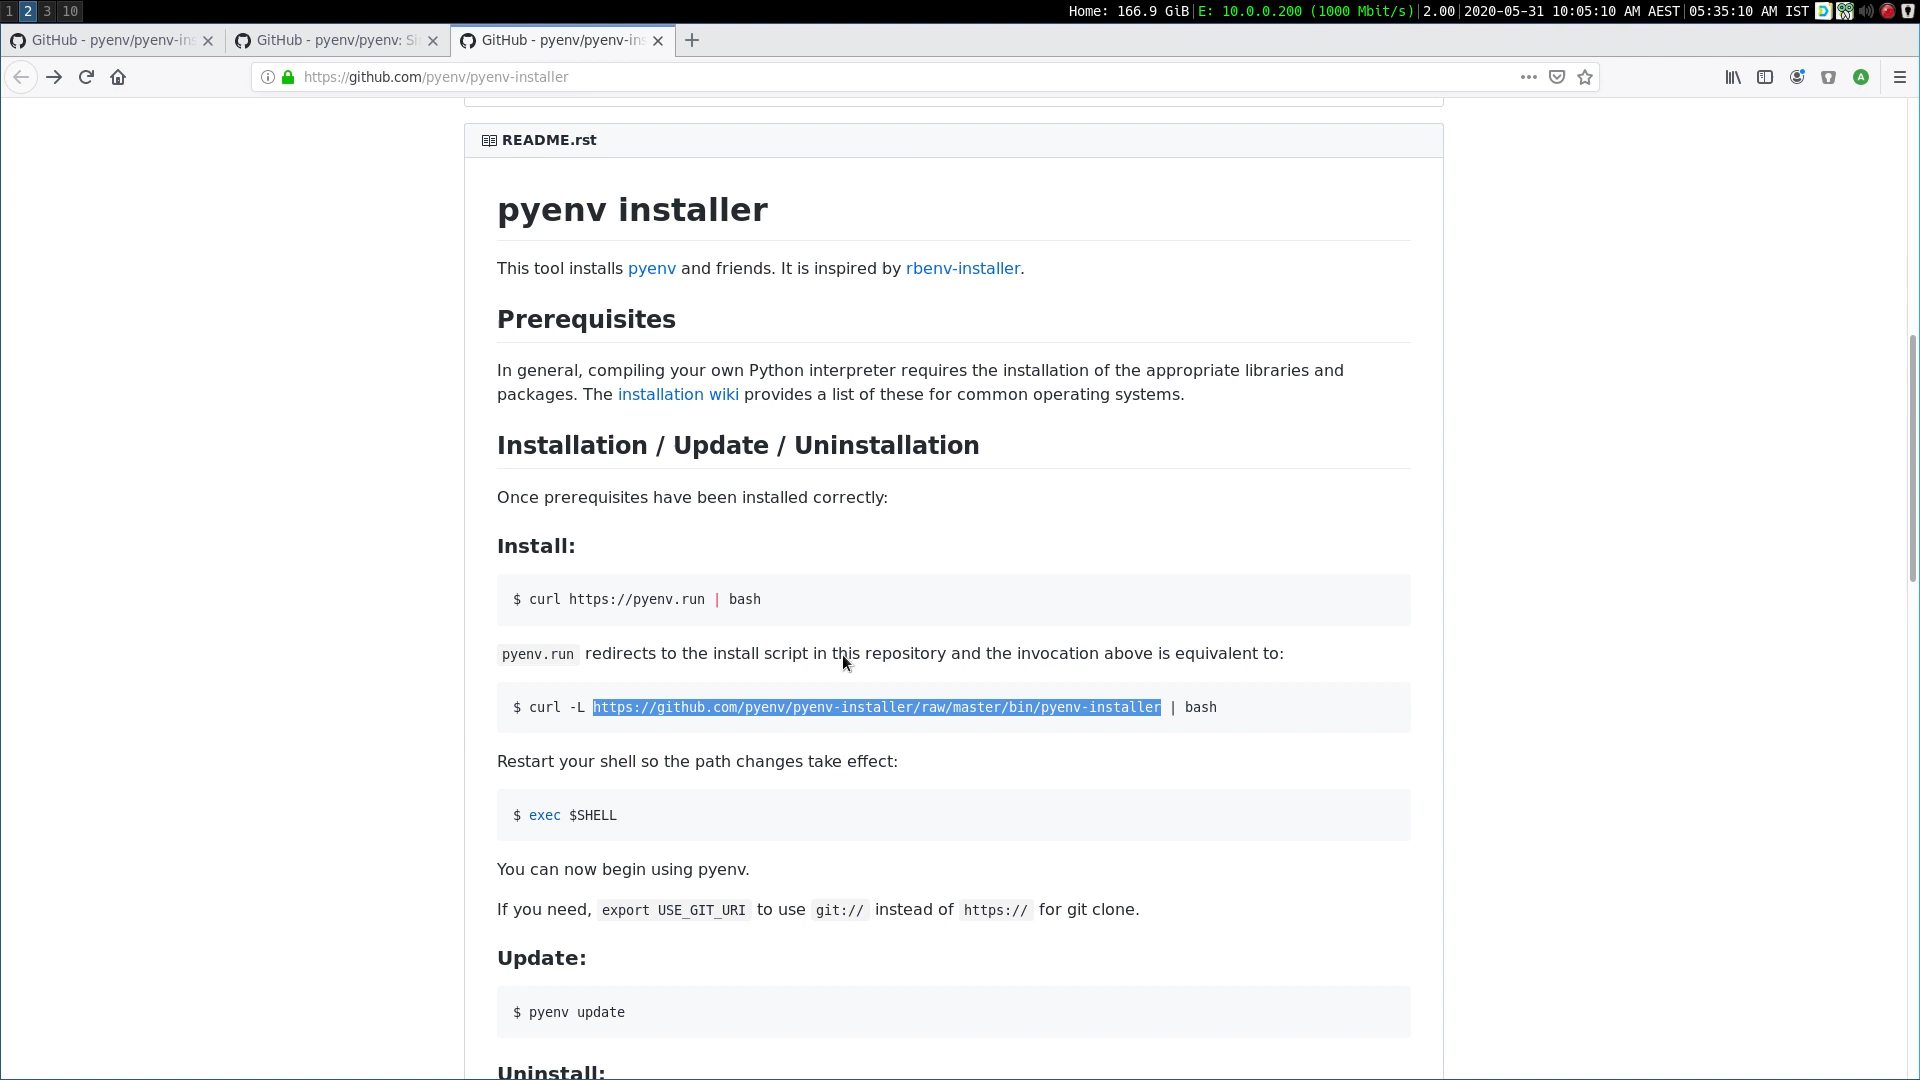 1 2 3 10
Home: 166.9 GiB|E: 10.0.0.200 (1000 Mbit/s)|2.00|2020-05-31 10:05:10 AM AEST|05:35:10 AM IST
GitHub - pyenv/pyenv-ins
GitHub - pyenv/pyenv: Si
GitHub - pyenv/pyenv-ins
https://github.com/pyenv/pyenv-installer
A
README.rst
pyenv installer
This tool installs pyenv and friends. It is inspired by rbenv-installer.
Prerequisites
In general, compiling your own Python interpreter requires the installation of the appropriate libraries and
packages. The installation wiki provides a list of these for common operating systems.
Installation / Update / Uninstallation
Once prerequisites have been installed correctly:
Install:
$ curl https://pyenv.run | bash
pyenv.run redirects to the install script in this repository and the invocation above is equivalent to:
$ curl -L https://github.com/pyenv/pyenv-installer/raw/master/bin/pyenv-installer | bash
Restart your shell so the path changes take effect:
$ exec $SHELL
You can now begin using pyenv.
If you need, export USE_GIT_URI to use git:// instead of https:// for git clone.
Update:
$ pyenv update
Uninstall: